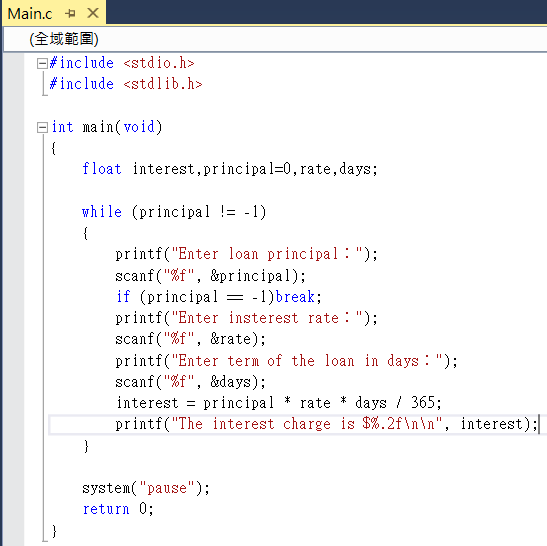 Main.c
(全域範圍)
#include <stdio.h>
#include <stdlib.h>
int main(void)
{
float interest,principal=0,rate,days;
while (principal != -1)
{
printf("Enter loan principal：");
scanf("%f", &principal);
if (principal == -1)break;
printf("Enter insterest rate：");
scanf("%f", &rate);
printf("Enter term of the loan in days：");
scanf("%f", &days);
interest = principal * rate * days / 365;
printf("The interest charge is $%.2f\n\n", interest);
}
system("pause");
return 0;
}